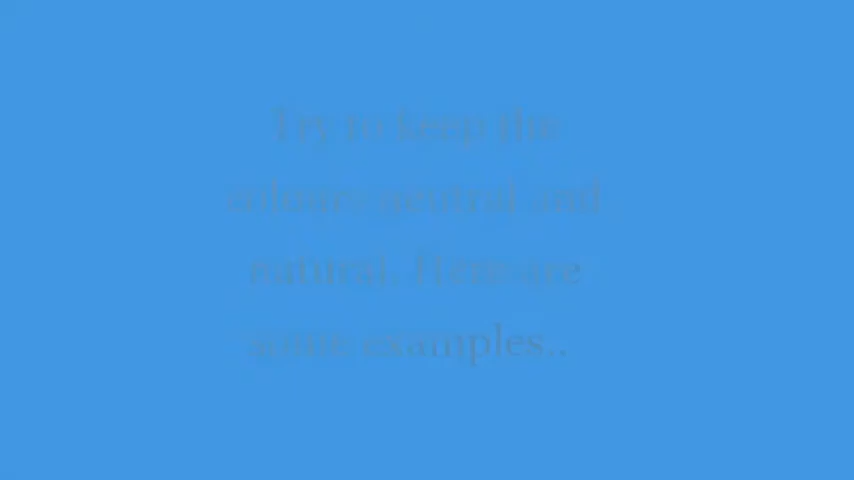 Try to keep the
colours neutral and
natural. Here are
some examples..